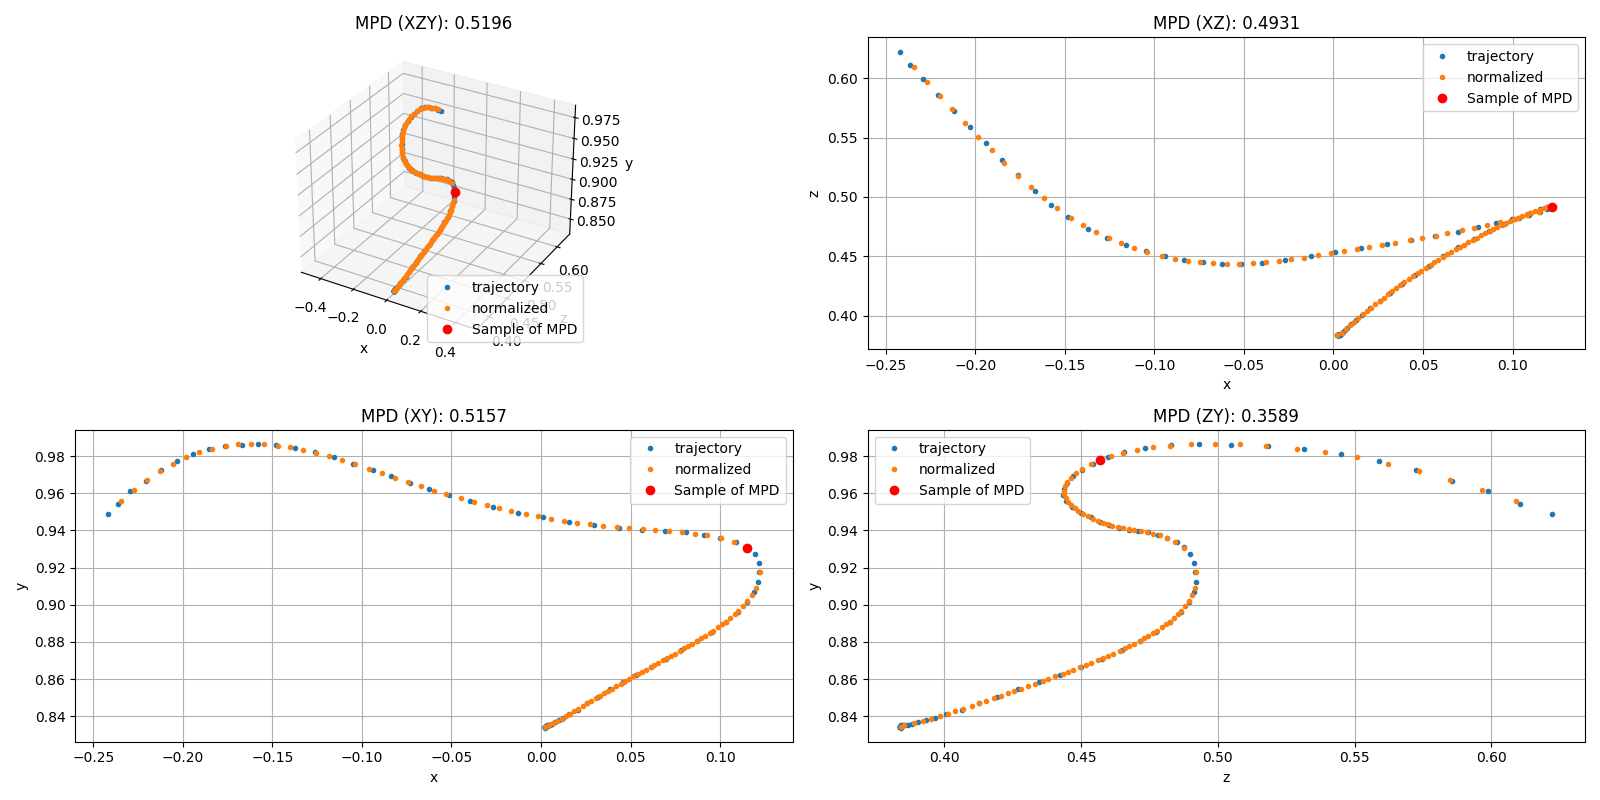 MPD (XZY): 0.5196
0.975
0.950
0.925
0.900
0.875
0.850
y
0.60
0.55
0.50
0.45
0.40
z
−0.4
−0.2
0.0
0.2
0.4
x
trajectory
normalized
Sample of MPD
MPD (XZ): 0.4931
trajectory
normalized
Sample of MPD
0.60
0.55
0.50
0.45
0.40
z
−0.25
−0.20
−0.15
−0.10
−0.05
0.00
0.05
0.10
x
MPD (XY): 0.5157
trajectory
normalized
Sample of MPD
0.98
0.96
0.94
0.92
0.90
0.88
0.86
0.84
y
−0.25
−0.20
−0.15
−0.10
−0.05
0.00
0.05
0.10
x
MPD (ZY): 0.3589
trajectory
normalized
Sample of MPD
0.98
0.96
0.94
0.92
0.90
0.88
0.86
0.84
y
0.40
0.45
0.50
0.55
0.60
z